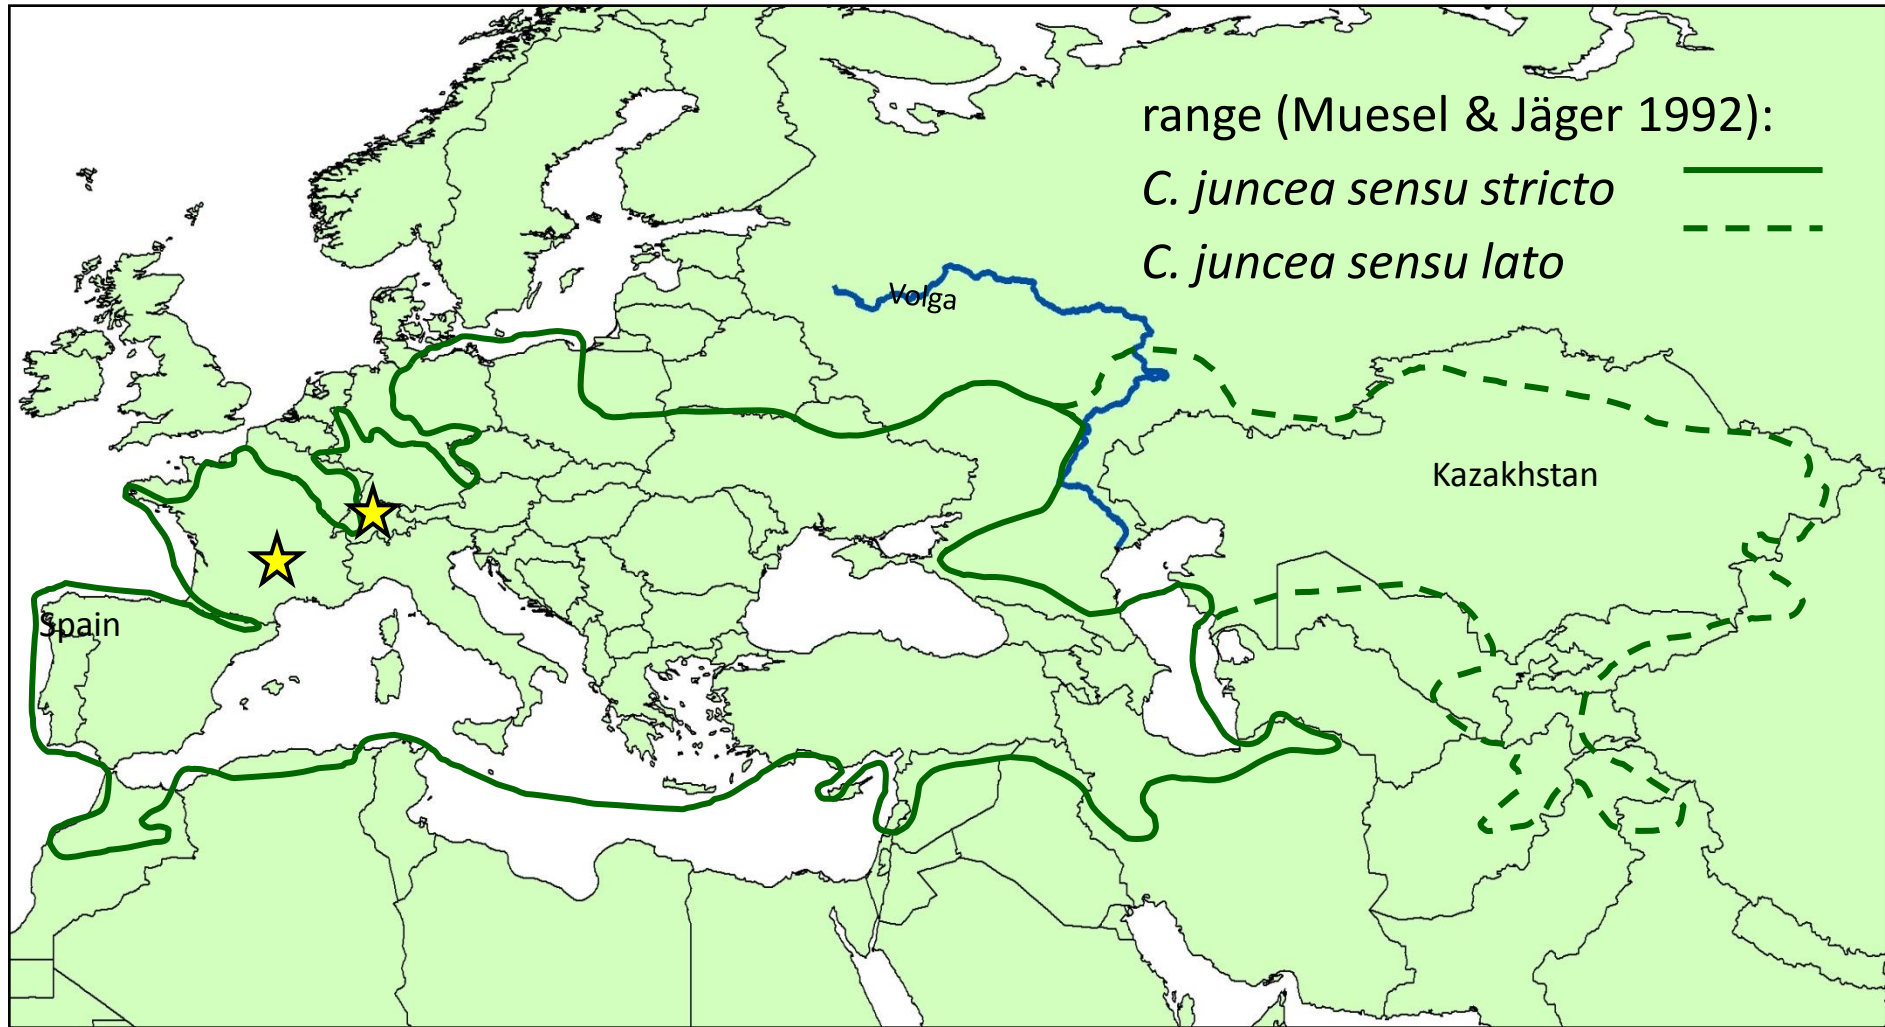 range (Muesel & Jäger 1992):
C. juncea sensu stricto
C. juncea sensu lato
Volga
Kazakhstan
Spain